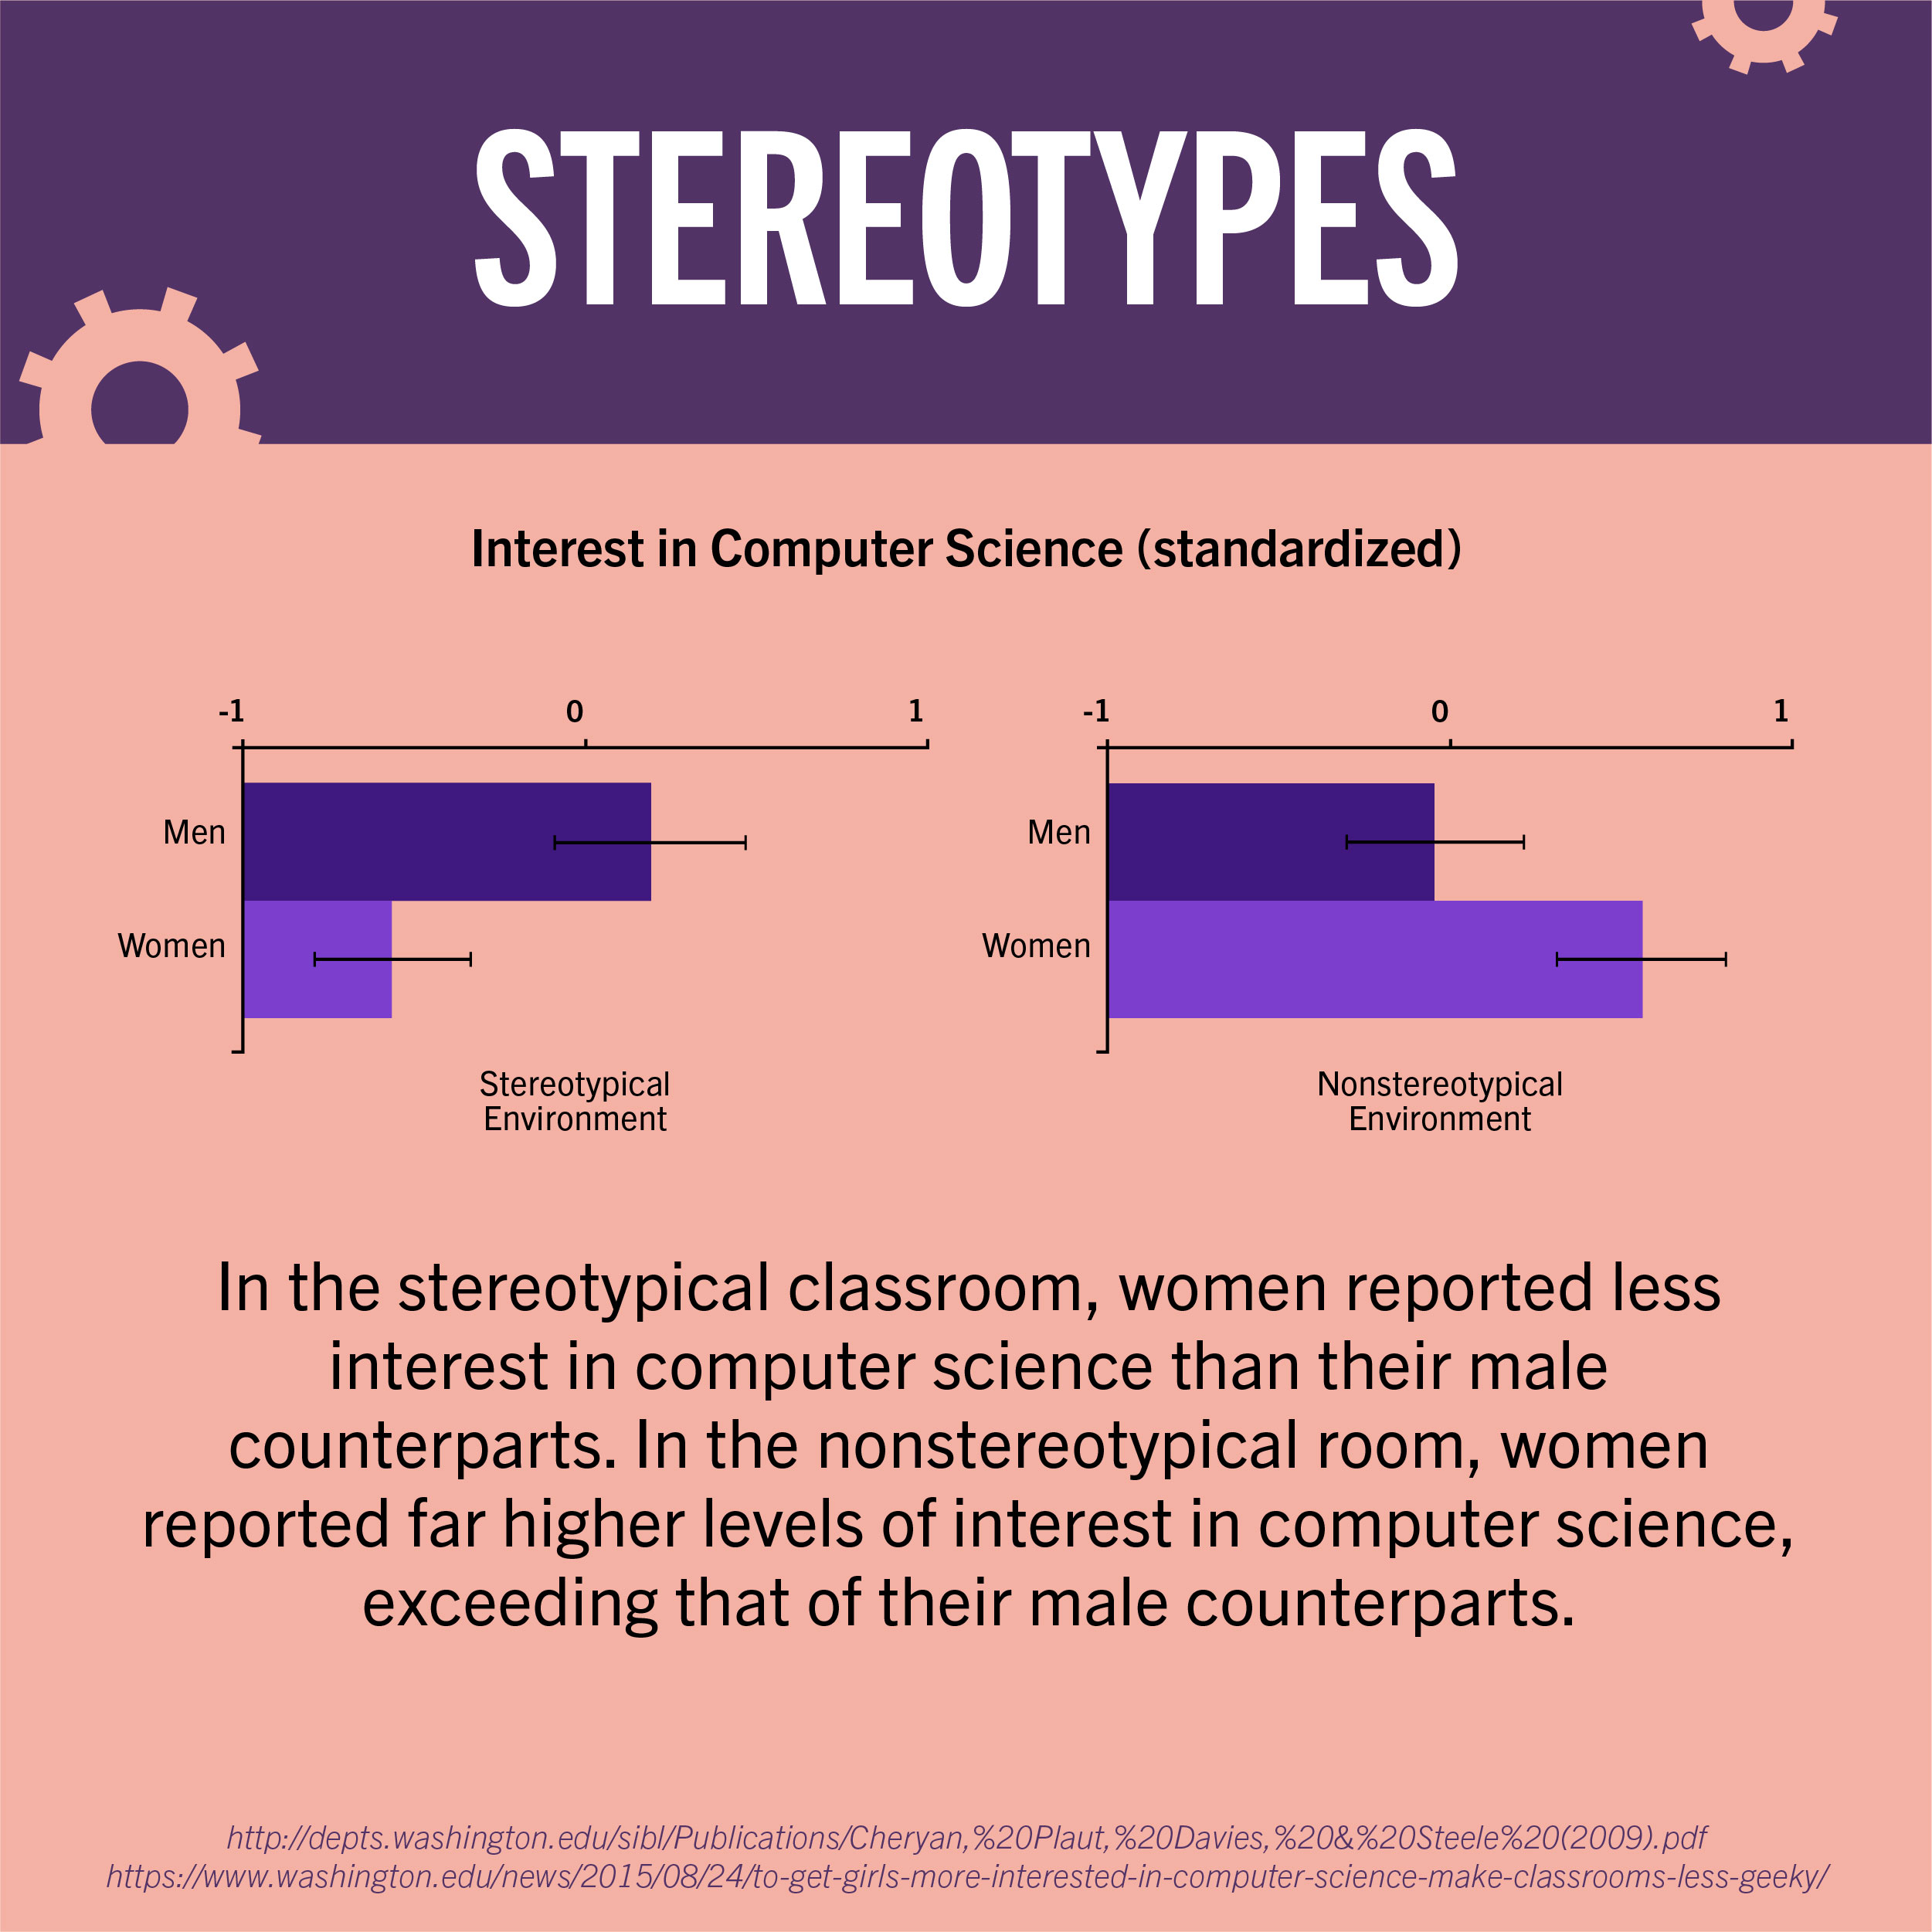 STEREOTYPES
Interest in Computer Science (standardized)
-1 0 1
Men
Women
Stereotypical
Environment
-1 0 1
Men
Women
Nonstereotypical
Environment
In the stereotypical classroom, women reported less
interest in computer science than their male
counterparts. In the nonstereotypical room, women
reported far higher levels of interest in computer science,
exceeding that of their male counterparts.
http://depts.washington.edu/sibl/Publications/Cheryan,%20Plaut,%20Davies,%20&%20Steele%20(2009).pdf
https://www.washington.edu/news/2015/08/24/to-get-girls-more-interested-in-computer-science-make-classrooms-less-geeky/